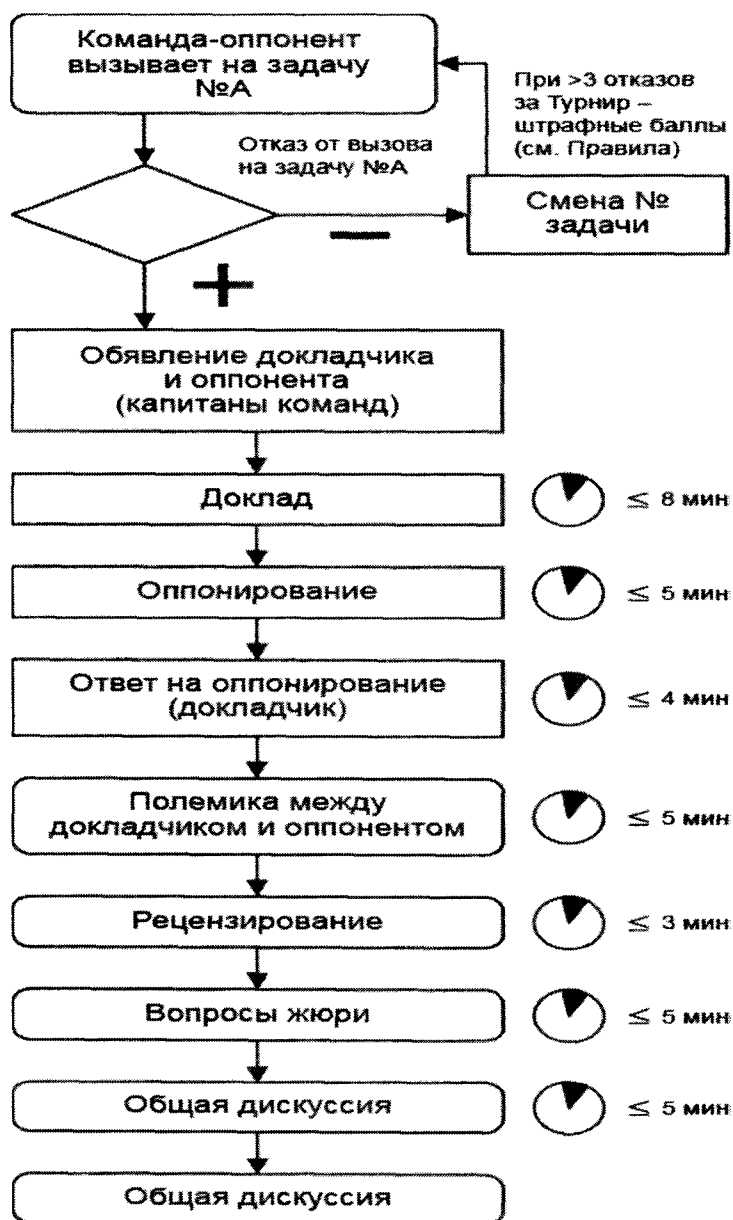 Команда-оппонент
вызывает на задачу
№А
При >3 отказов
за Турнир –
штрафные баллы
(см. Правила)
Отказ от вызова
на задачу №А
Смена №
задачи
Обявление докладчика
и оппонента
(капитаны команд)
Доклад
≤ 8 мин
Оппонирование
≤ 5 мин
Ответ на оппонирование
(докладчик)
≤ 4 мин
Полемика между
докладчиком и оппонентом
≤ 5 мин
Рецензирование
≤ 3 мин
Вопросы жюри
≤ 5 мин
Общая дискуссия
≤ 5 мин
Общая дискуссия